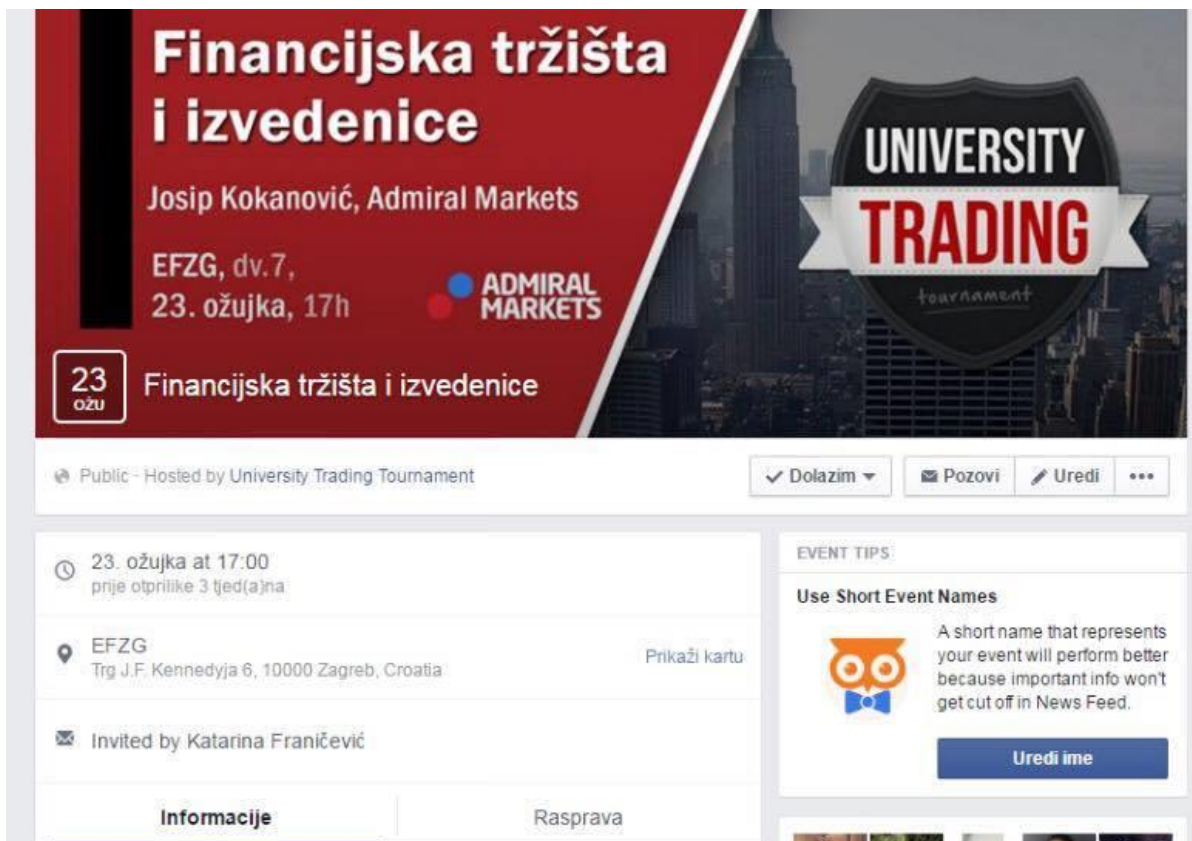 Financijska tržišta
i izvedenice
Josip Kokanović, Admiral Markets
EFZG, dv.7,
23. ožujka, 17h
ADMIRAL
MARKETS
UNIVERSITY
TRADING
tournament
23
OŽU
Financijska tržišta i izvedenice
Public - Hosted by University Trading Tournament
Dolazim
Pozovi
Uredi
23. ožujka at 17:00
prije otprilike 3 tjed(a)na
EFZG
Trg J.F. Kennedyja 6, 10000 Zagreb, Croatia
Prikaži kartu
Invited by Katarina Franičević
Informacije
Rasprava
EVENT TIPS
Use Short Event Names
A short name that represents
your event will perform better
because important info won't
get cut off in News Feed.
Uredi ime